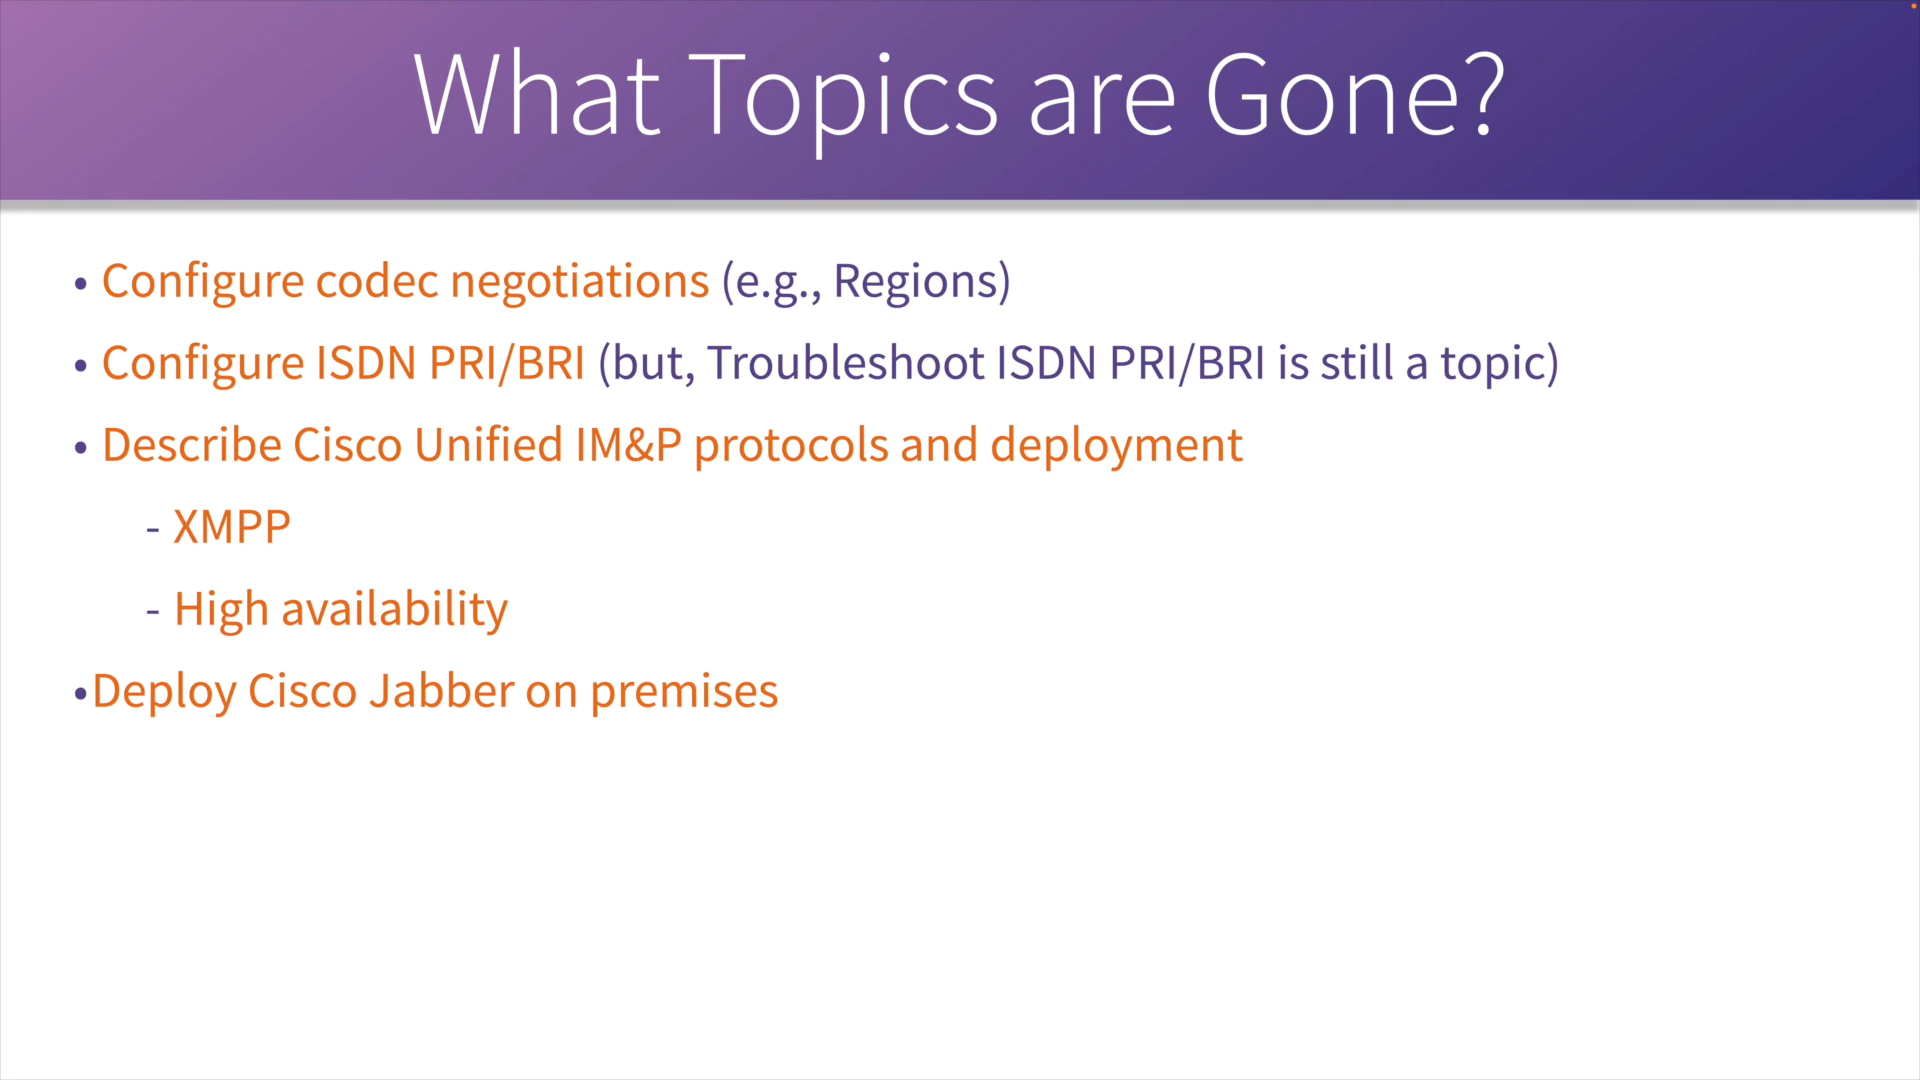 What Topics are Gone?
• Configure codec negotiations (e.g., Regions)
• Configure ISDN PRI/BRI (but, Troubleshoot ISDN PRI/BRI is still a topic)
• Describe Cisco Unified IM&P protocols and deployment
- XMPP
- High availability
•Deploy Cisco Jabber on premises